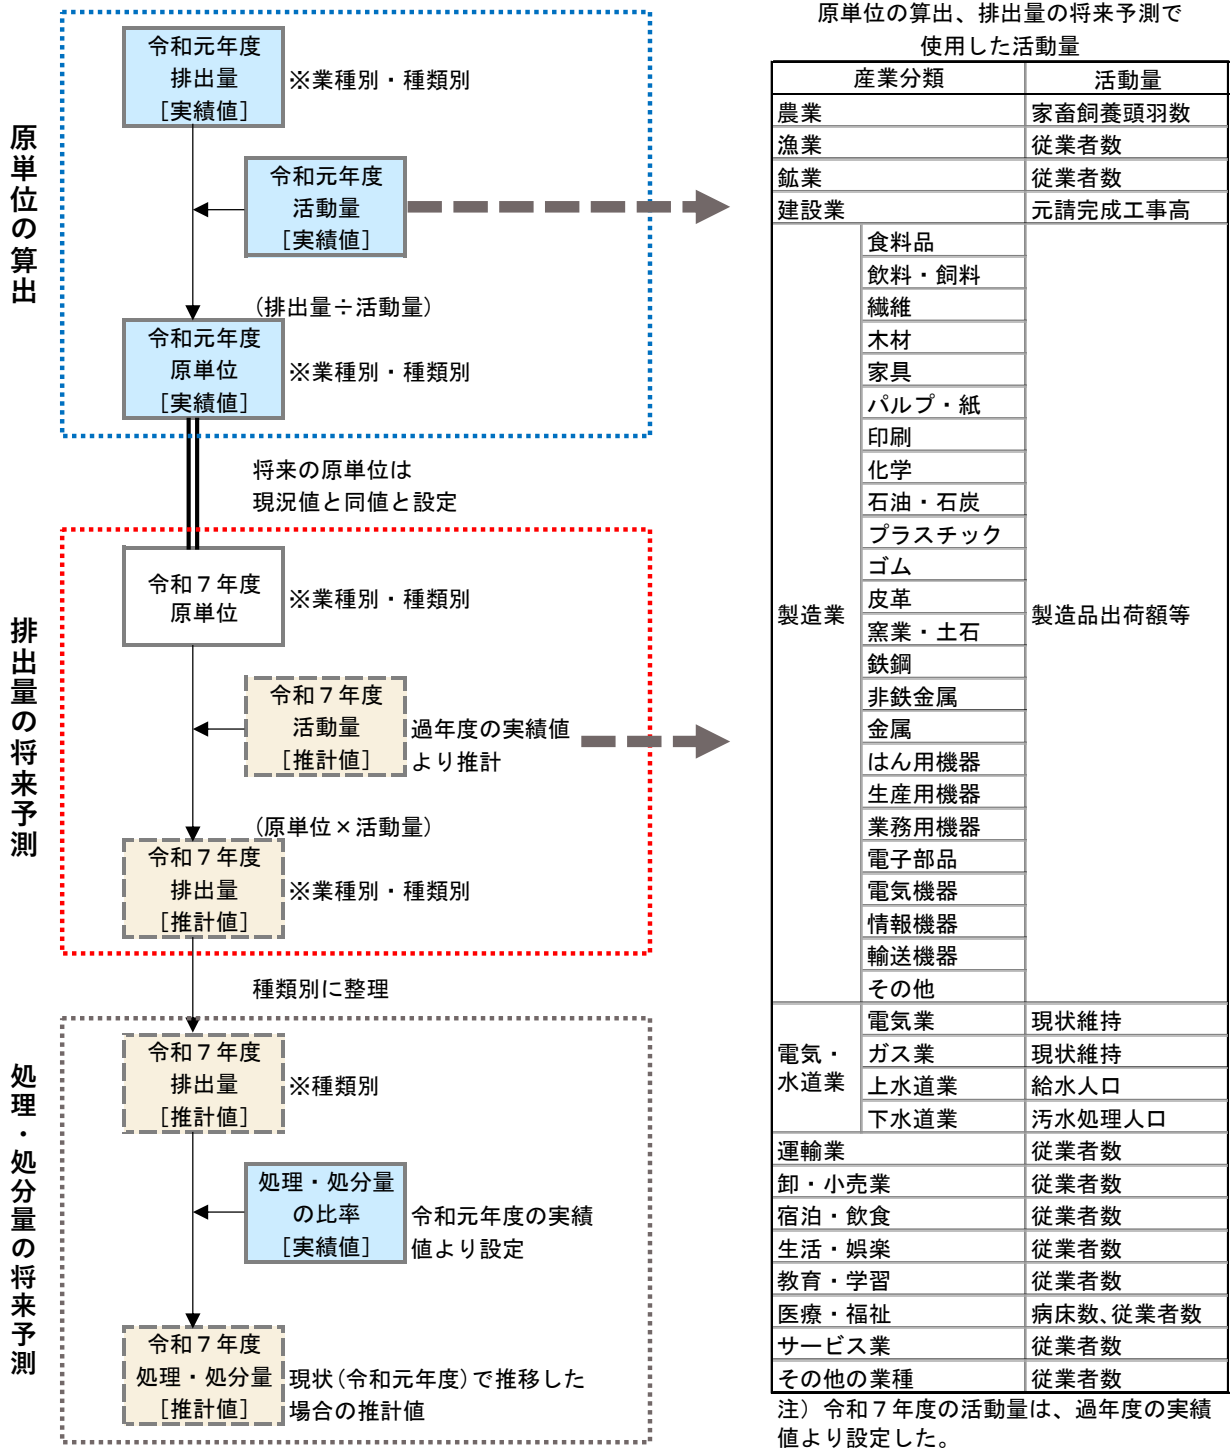 原単位の算出
令和元年度
排出量
[実績値]
※業種別・種類別
令和元年度
活動量
[実績値]
(排出量÷活動量)
令和元年度
原単位
[実績値]
※業種別・種類別
将来の原単位は
現況値と同値と設定
排出量の将来予測
令和７年度
原単位
※業種別・種類別
令和７年度
活動量
[推計値]
過年度の実績値
より推計
(原単位×活動量)
令和７年度
排出量
[推計値]
※業種別・種類別
種類別に整理
処理・処分量の将来予測
令和７年度
排出量
[推計値]
※種類別
処理・処分量
の比率
[実績値]
令和元年度の実績
値より設定
令和７年度
処理・処分量
[推計値]
現状(令和元年度)で推移した
場合の推計値
原単位の算出、排出量の将来予測で
使用した活動量
産業分類 活動量
農業 家畜飼養頭羽数
漁業 従業者数
鉱業 従業者数
建設業 元請完成工事高
製造業 製造品出荷額等
食料品
飲料・飼料
繊維
木材
家具
パルプ・紙
印刷
化学
石油・石炭
プラスチック
ゴム
皮革
窯業・土石
鉄鋼
非鉄金属
金属
はん用機器
生産用機器
業務用機器
電子部品
電気機器
情報機器
輸送機器
その他
電気・
水道業
電気業 現状維持
ガス業 現状維持
上水道業 給水人口
下水道業 汚水処理人口
運輸業 従業者数
卸・小売業 従業者数
宿泊・飲食 従業者数
生活・娯楽 従業者数
教育・学習 従業者数
医療・福祉 病床数、従業者数
サービス業 従業者数
その他の業種 従業者数
注）令和７年度の活動量は、過年度の実績
値より設定した。